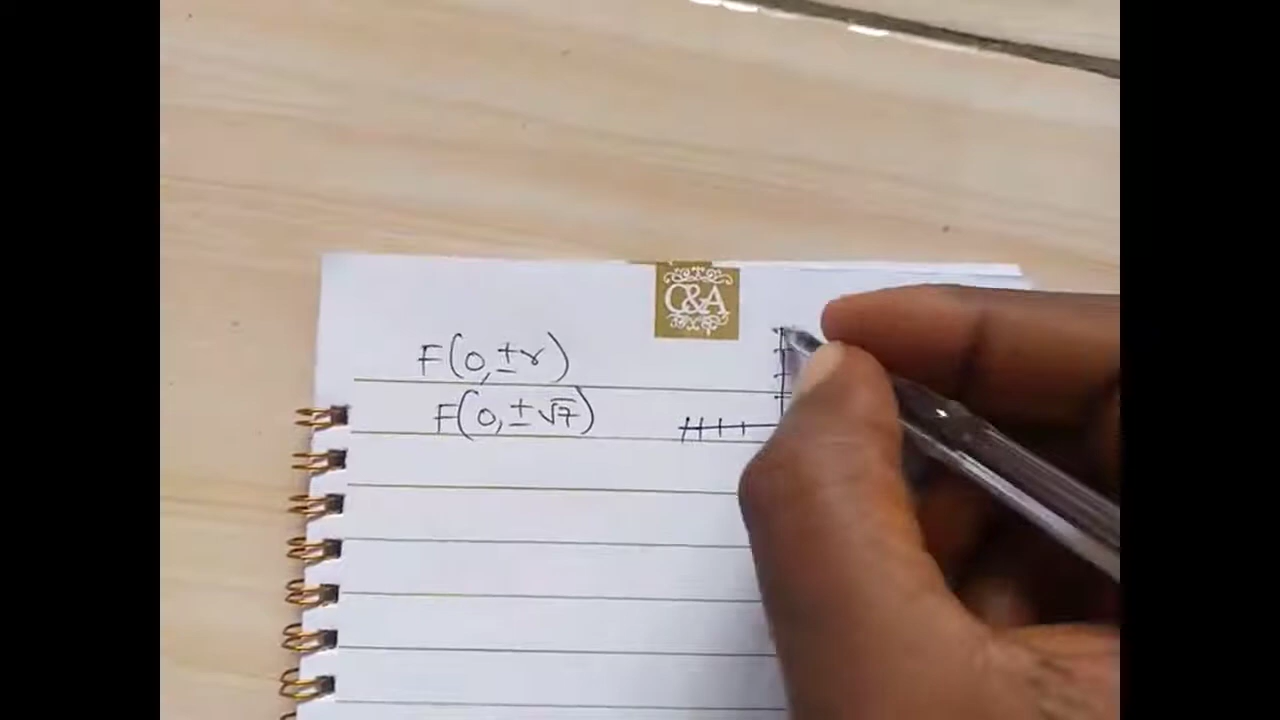 C&A
F(0, ±r)
F(0, ±√7)